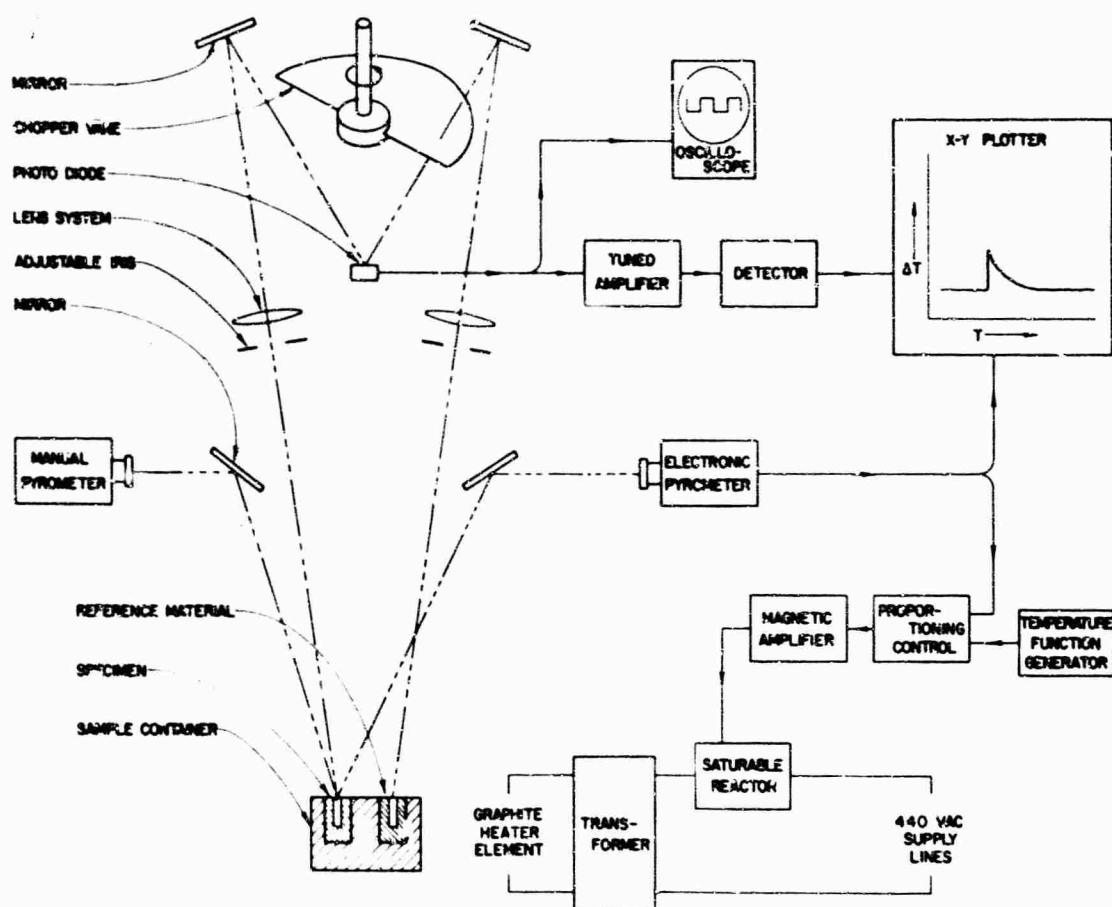 MIRROR
CHOPPER VANE
PHOTO DIODE
LENS SYSTEM
ADJUSTABLE IRIS
MIRROR
OSCILLO-
SCOPE
X-Y PLOTTER
ΔT
T
TUNED
AMPLIFIER
DETECTOR
MANUAL
PYROMETER
ELECTRONIC
PYROMETER
REFERENCE MATERIAL
SPECIMEN
SAMPLE CONTAINER
MAGNETIC
AMPLIFIER
PROPOR-
TIONING
CONTROL
TEMPERATURE
FUNCTION
GENERATOR
SATURABLE
REACTOR
GRAPHITE
HEATER
ELEMENT
TRANS-
FORMER
440 VAC
SUPPLY
LINES